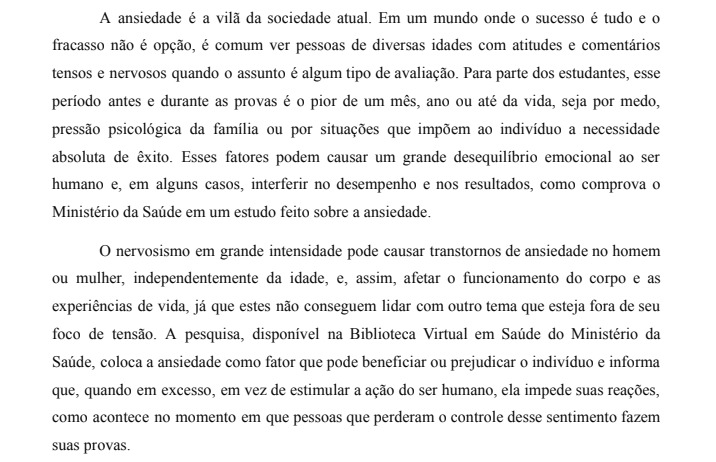 A ansiedade é a vilã da sociedade atual. Em um mundo onde o sucesso é tudo e o
fracasso não é opção, é comum ver pessoas de diversas idades com atitudes e comentários
tensos e nervosos quando o assunto é algum tipo de avaliação. Para parte dos estudantes, esse
período antes e durante as provas é o pior de um mês, ano ou até da vida, seja por medo,
pressão psicológica da família ou por situações que impõem ao indivíduo a necessidade
absoluta de êxito. Esses fatores podem causar um grande desequilíbrio emocional ao ser
humano e, em alguns casos, interferir no desempenho e nos resultados, como comprova o
Ministério da Saúde em um estudo feito sobre a ansiedade.
O nervosismo em grande intensidade pode causar transtornos de ansiedade no homem
ou mulher, independentemente da idade, e, assim, afetar o funcionamento do corpo e as
experiências de vida, já que estes não conseguem lidar com outro tema que esteja fora de seu
foco de tensão. A pesquisa, disponível na Biblioteca Virtual em Saúde do Ministério da
Saúde, coloca a ansiedade como fator que pode beneficiar ou prejudicar o indivíduo e informa
que, quando em excesso, em vez de estimular a ação do ser humano, ela impede suas reações,
como acontece no momento em que pessoas que perderam o controle desse sentimento fazem
suas provas.